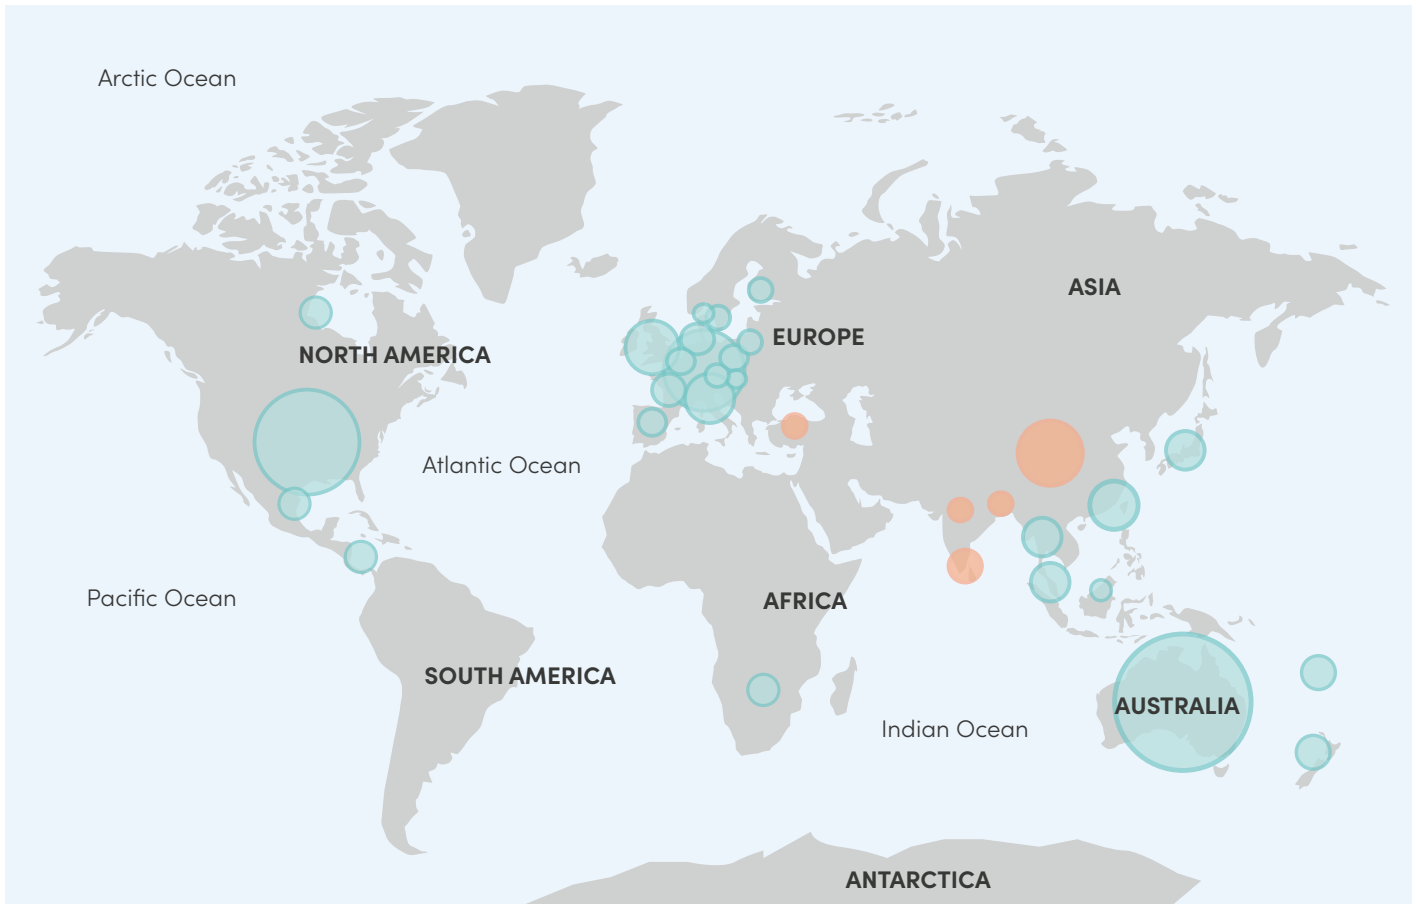 Arctic Ocean
ASIA
EUROPE
NORTH AMERICA
Atlantic Ocean
Pacific Ocean
AFRICA
SOUTH AMERICA
AUSTRALIA
Indian Ocean
ANTARCTICA